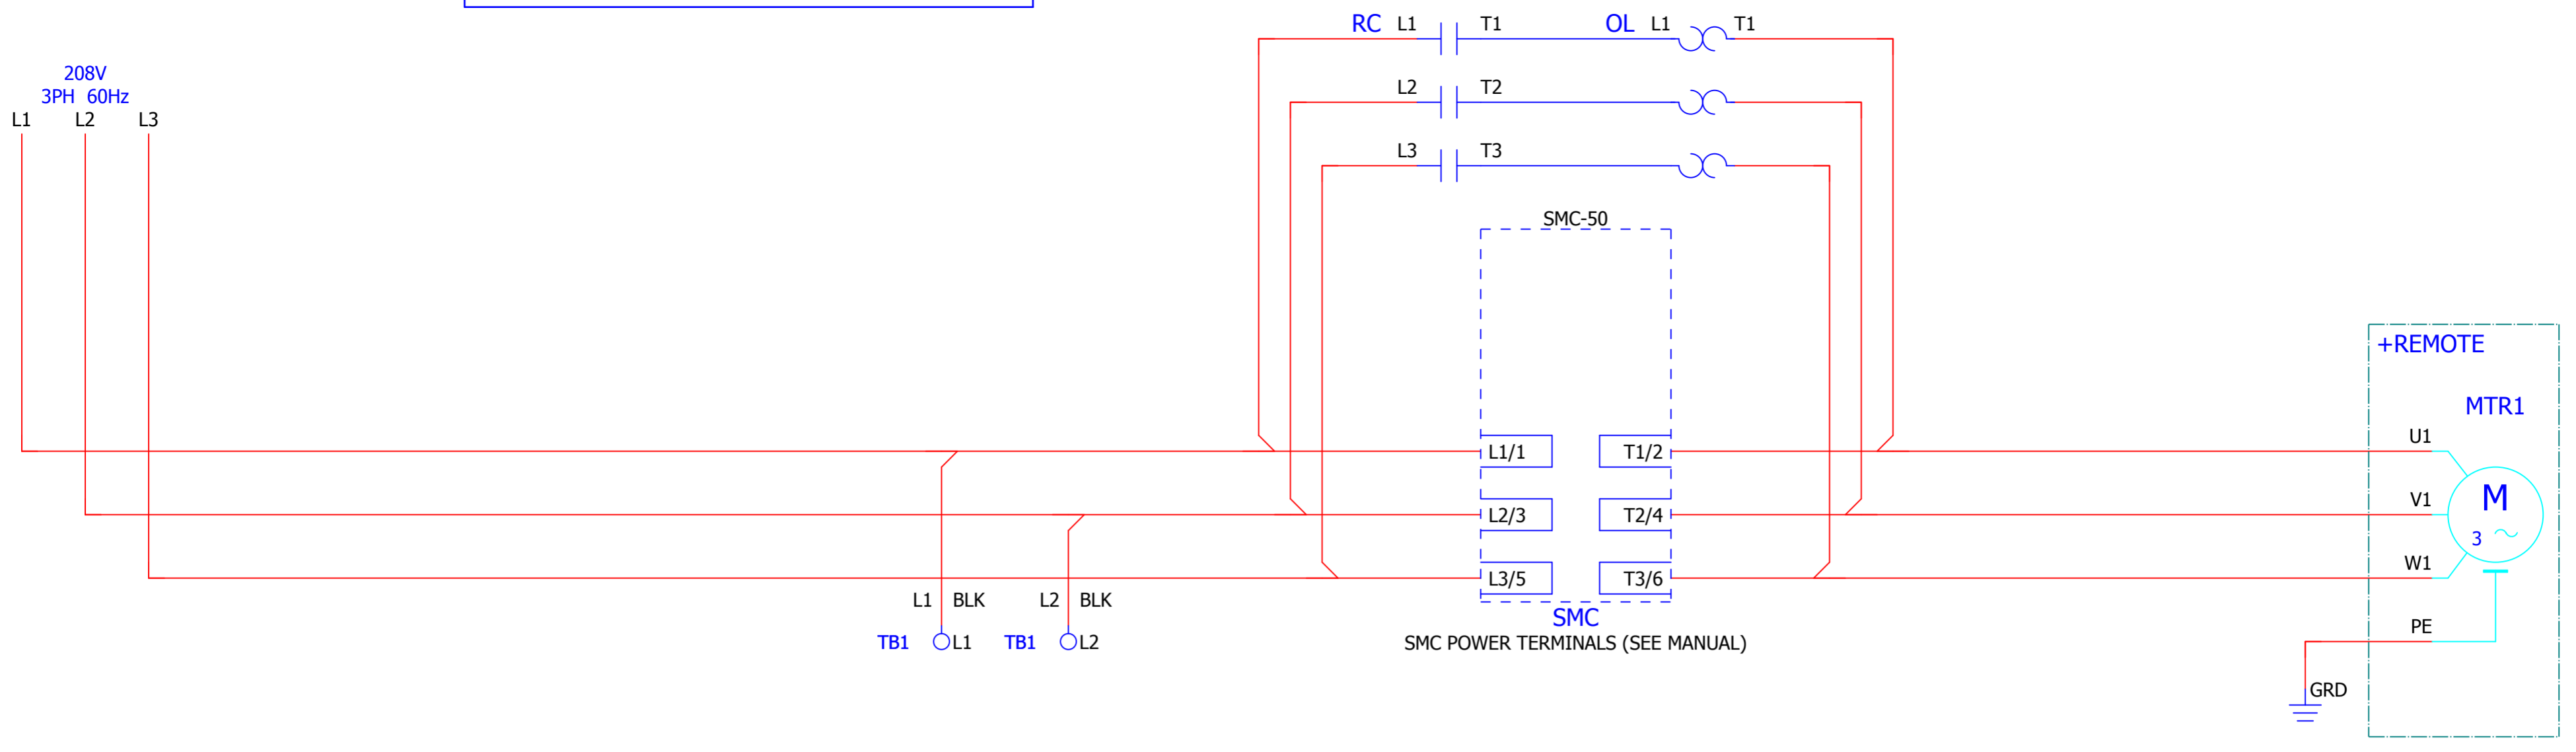 RC L1 T1 OL L1 T1
208V
3PH 60Hz
L1 L2 L3
L2 T2
L3 T3
SMC-50
+REMOTE
MTR1
U1
L1/1 T1/2
V1
M
3
L2/3 T2/4
W1
L3/5 T3/6
L1 BLK L2 BLK
SMC
TB1 L1 TB1 L2
SMC POWER TERMINALS (SEE MANUAL)
PE
GRD